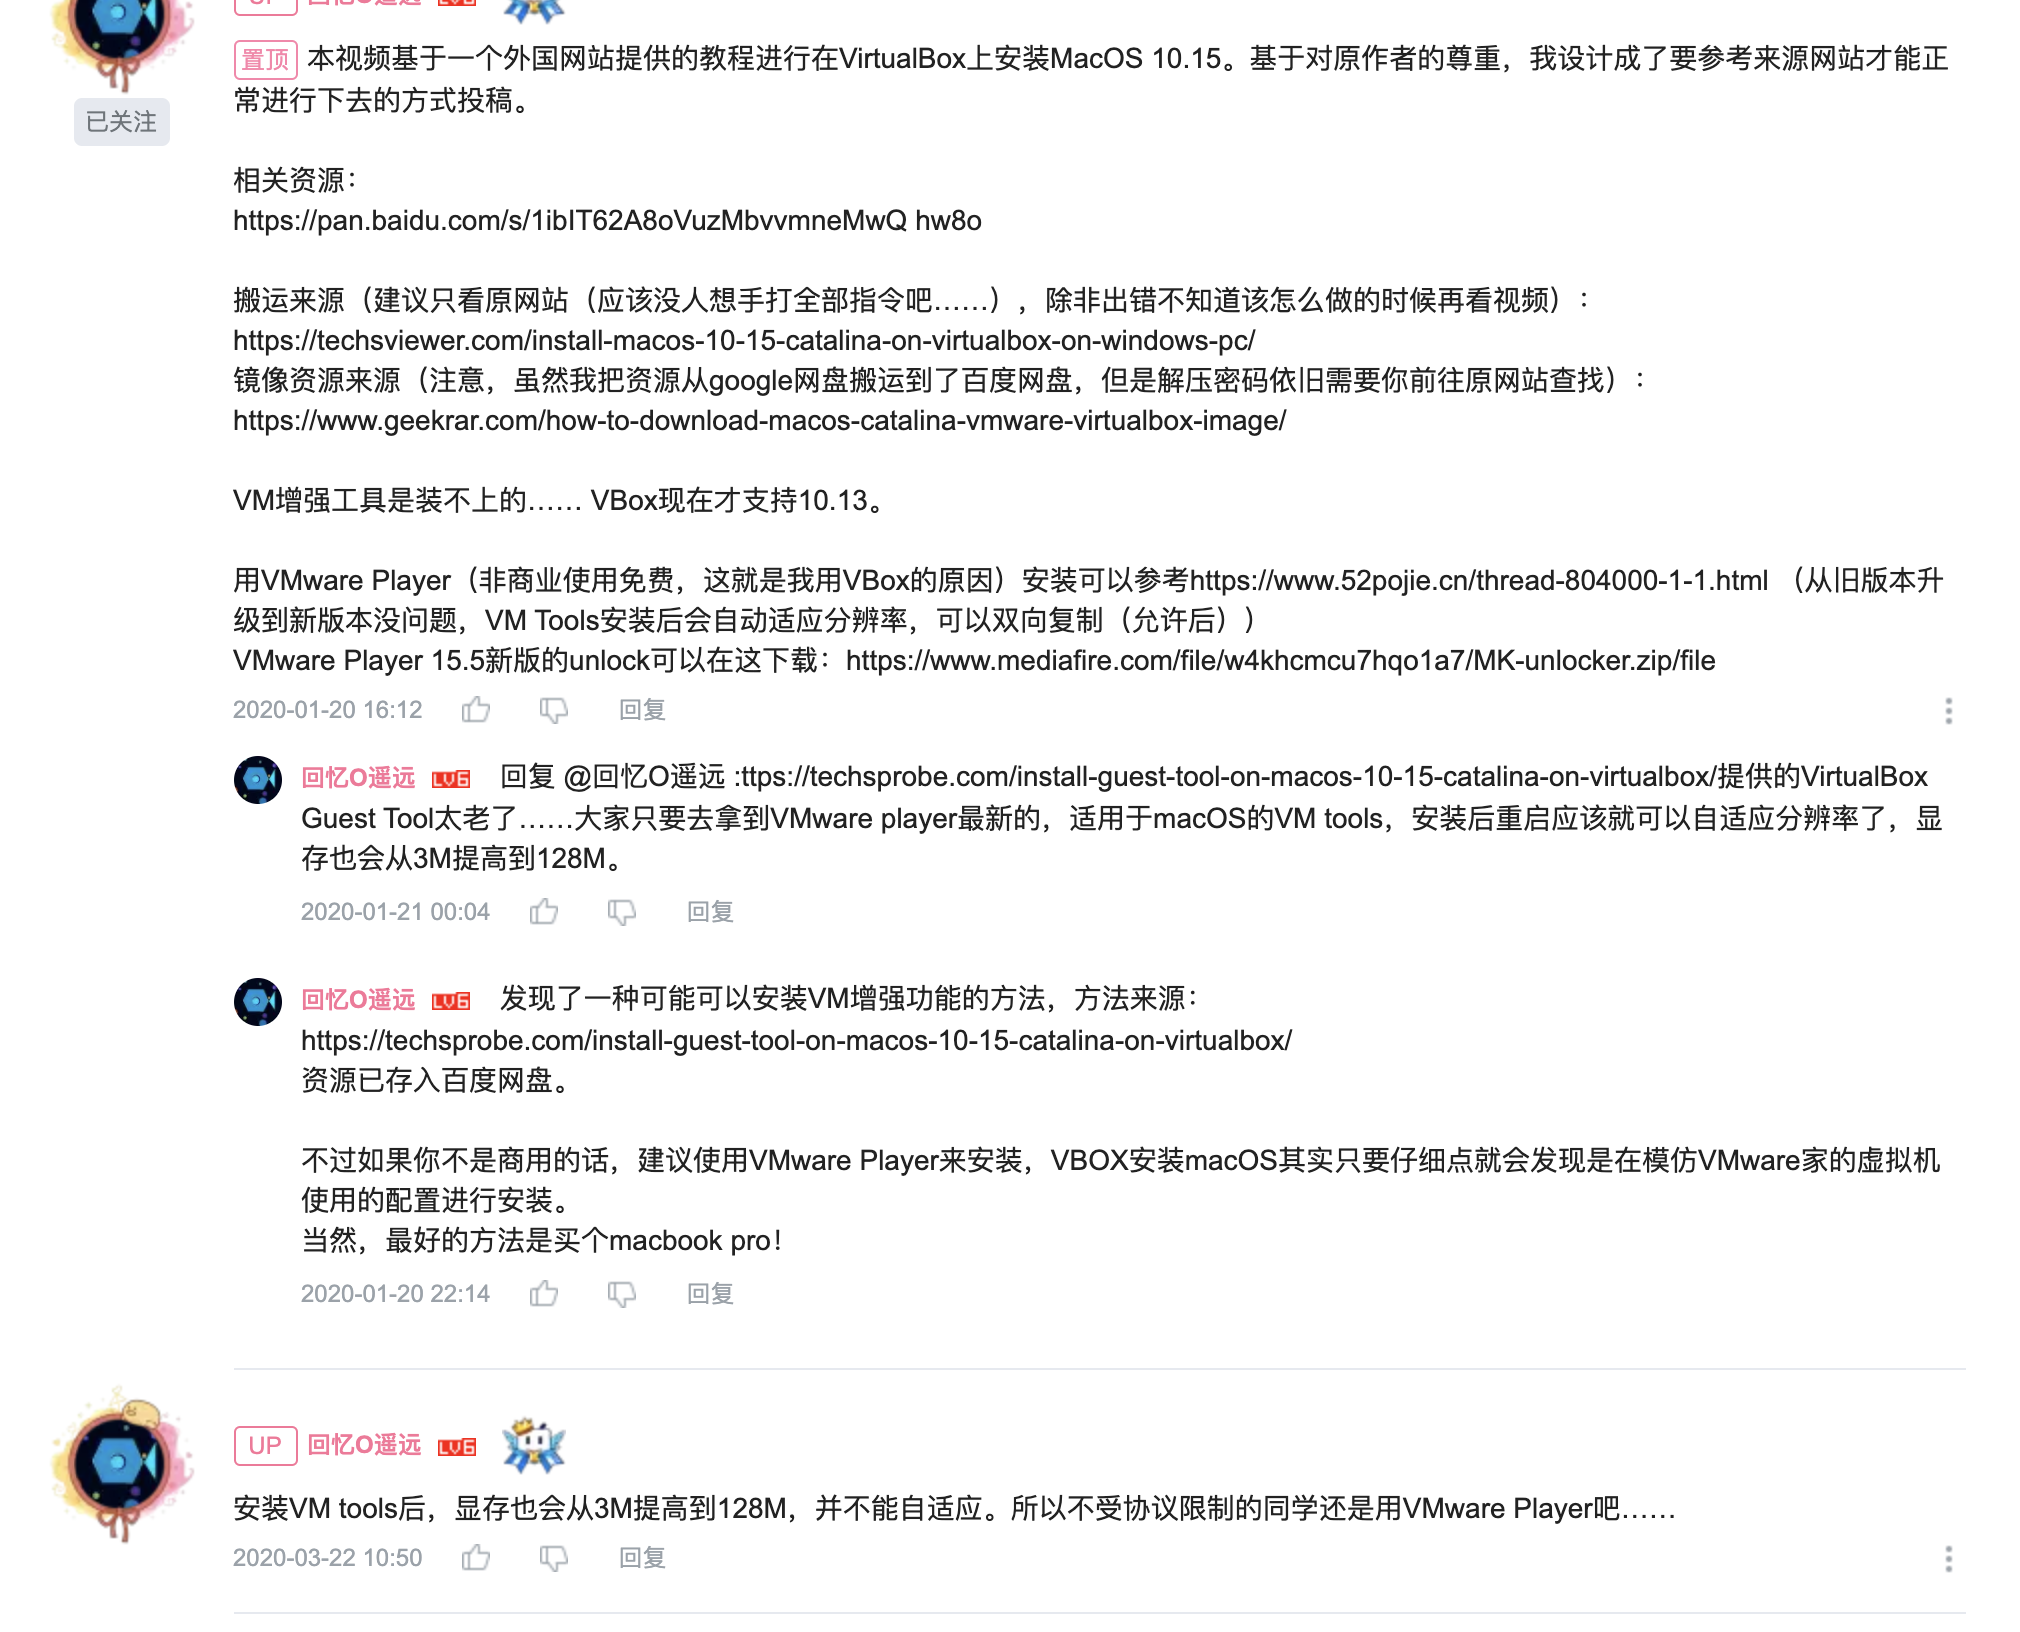 UP 回忆O遥远 LV6
置顶 本视频基于一个外国网站提供的教程进行在VirtualBox上安装MacOS 10.15。基于对原作者的尊重，我设计成了要参考来源网站才能正
常进行下去的方式投稿。
已关注
相关资源：
https://pan.baidu.com/s/1ibIT62A8oVuzMbvvmneMwQ hw8o
搬运来源（建议只看原网站（应该没人想手打全部指令吧……），除非出错不知道该怎么做的时候再看视频）：
https://techsviewer.com/install-macos-10-15-catalina-on-virtualbox-on-windows-pc/
镜像资源来源（注意，虽然我把资源从google网盘搬运到了百度网盘，但是解压密码依旧需要你前往原网站查找）：
https://www.geekrar.com/how-to-download-macos-catalina-vmware-virtualbox-image/
VM增强工具是装不上的…… VBox现在才支持10.13。
用VMware Player（非商业使用免费，这就是我用VBox的原因）安装可以参考https://www.52pojie.cn/thread-804000-1-1.html （从旧版本升
级到新版本没问题，VM Tools安装后会自动适应分辨率，可以双向复制（允许后））
VMware Player 15.5新版的unlock可以在这下载：https://www.mediafire.com/file/w4khcmcu7hqo1a7/MK-unlocker.zip/file
2020-01-20 16:12 回复
回忆O遥远 LV6 回复 @回忆O遥远 :ttps://techsprobe.com/install-guest-tool-on-macos-10-15-catalina-on-virtualbox/提供的VirtualBox
Guest Tool太老了……大家只要去拿到VMware player最新的，适用于macOS的VM tools，安装后重启应该就可以自适应分辨率了，显
存也会从3M提高到128M。
2020-01-21 00:04 回复
回忆O遥远 LV6 发现了一种可能可以安装VM增强功能的方法，方法来源：
https://techsprobe.com/install-guest-tool-on-macos-10-15-catalina-on-virtualbox/
资源已存入百度网盘。
不过如果你不是商用的话，建议使用VMware Player来安装，VBOX安装macOS其实只要仔细点就会发现是在模仿VMware家的虚拟机
使用的配置进行安装。
当然，最好的方法是买个macbook pro！
2020-01-20 22:14 回复
UP 回忆O遥远 LV6
安装VM tools后，显存也会从3M提高到128M，并不能自适应。所以不受协议限制的同学还是用VMware Player吧……
2020-03-22 10:50 回复